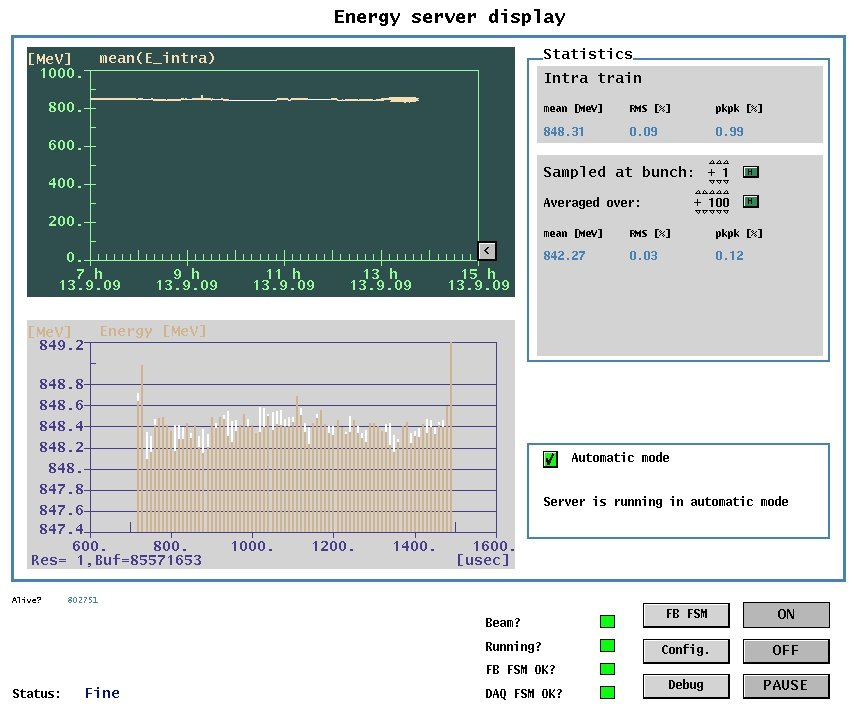 Energy server display
[MeV] mean(E_intra)
1000.
800.
600.
400.
200.
0.
7 h 9 h 11 h 13 h 15 h
13.9.09 13.9.09 13.9.09 13.9.09 13.9.09
<
Statistics
Intra train
mean [MeV] RMS [%] pkpk [%]
848.31 0.09 0.99
Sampled at bunch: + 1 H
Averaged over: + 100 H
mean [MeV] RMS [%] pkpk [%]
842.27 0.03 0.12
[MeV] Energy [MeV]
849.2
848.8
848.6
848.4
848.2
848.
847.8
847.6
847.4
600. 800. 1000. 1200. 1400. 1600.
Res= 1,Buf=85571653 [usec]
Automatic mode
Server is running in automatic mode
Alive? 802751
Beam?
Running?
FB FSM OK?
DAQ FSM OK?
FB FSM ON
Config. OFF
Debug PAUSE
Status: Fine